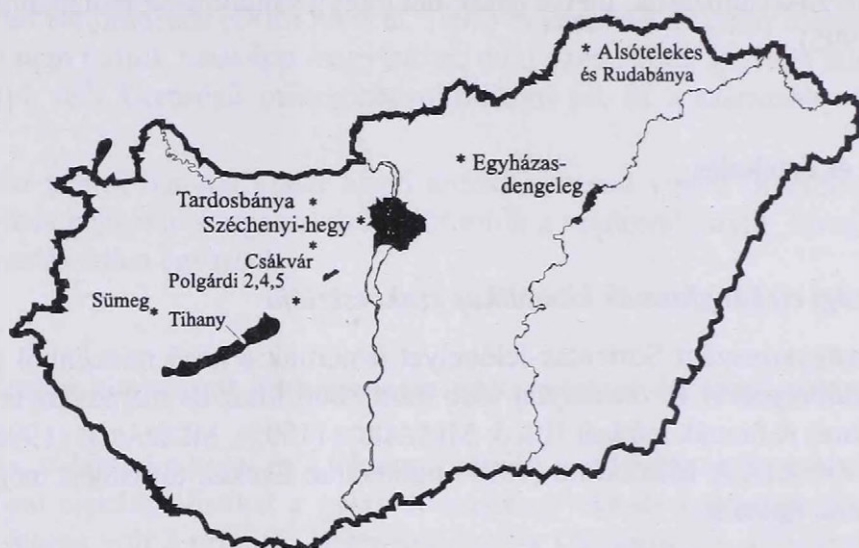 * Alsótelekes
és Rudabánya
* Egyházas-
dengeleg
Tardosbánya *
Széchenyi-hegy *
*
Csákvár
Polgárdi 2,4,5
*
Sümeg *
Tihany